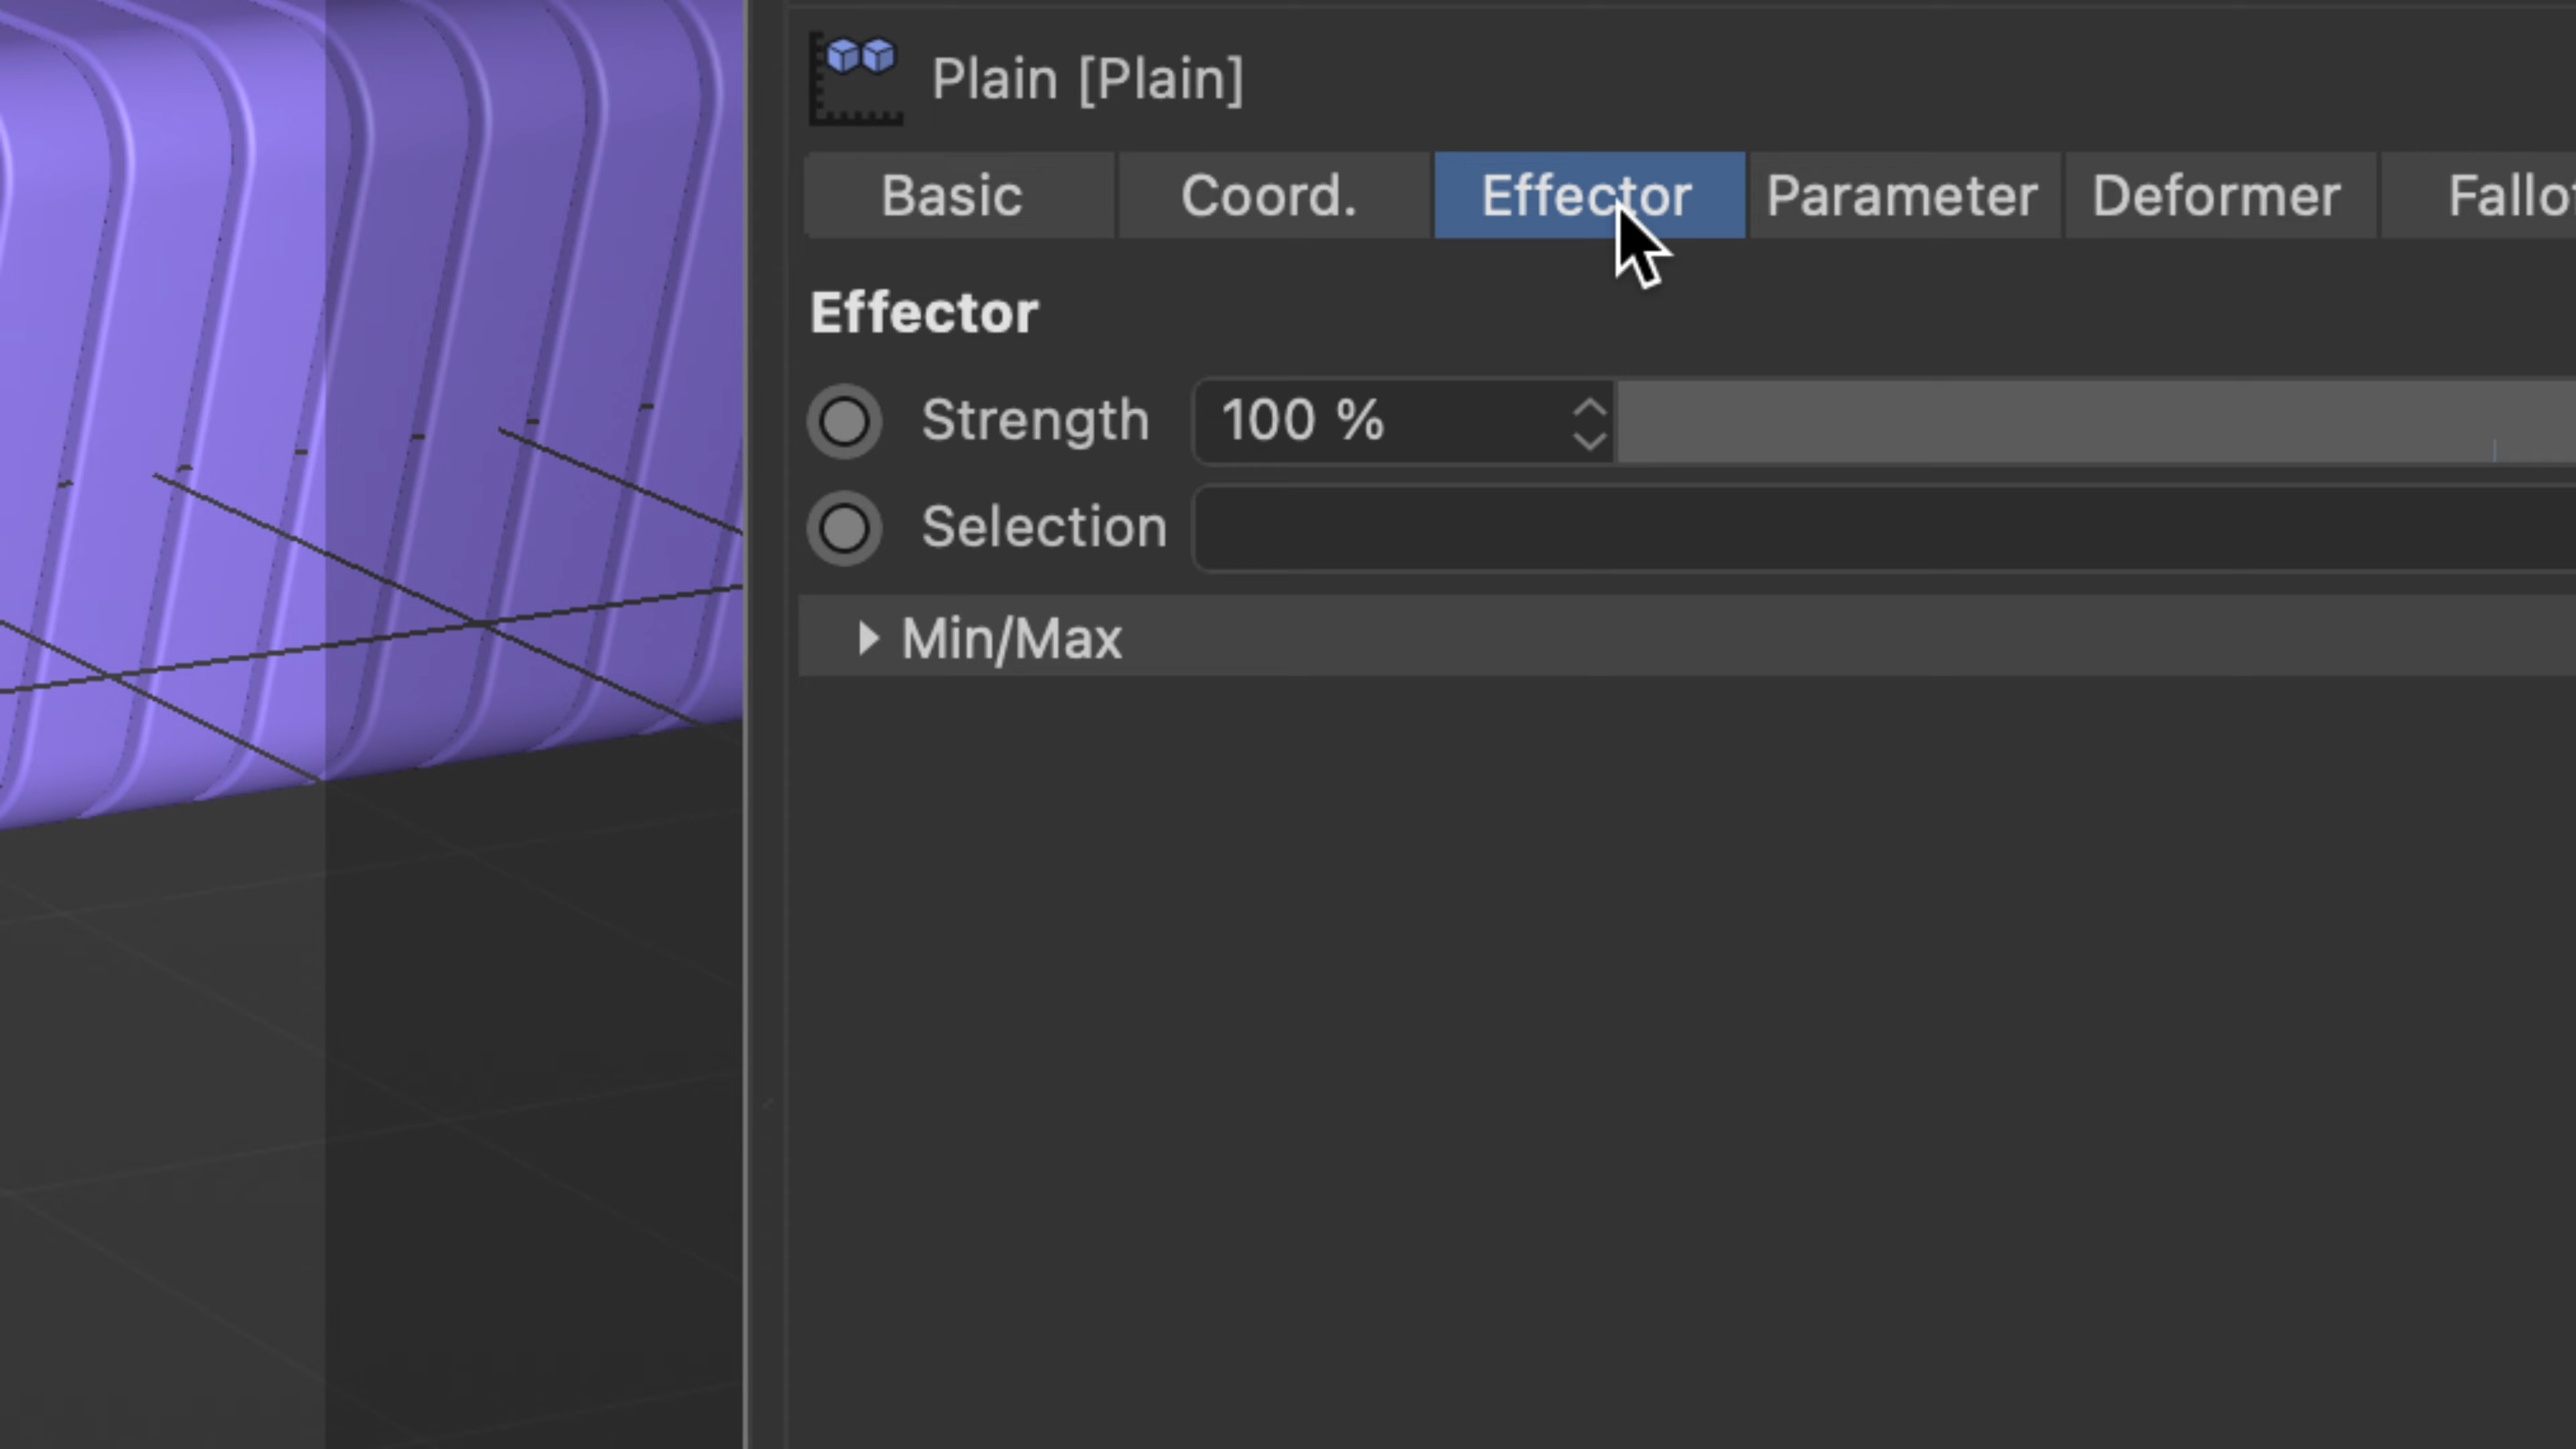 Plain [Plain]
Basic Coord. Effector Parameter Deformer
Effector
Strength 100 %
Selection
Min/Max